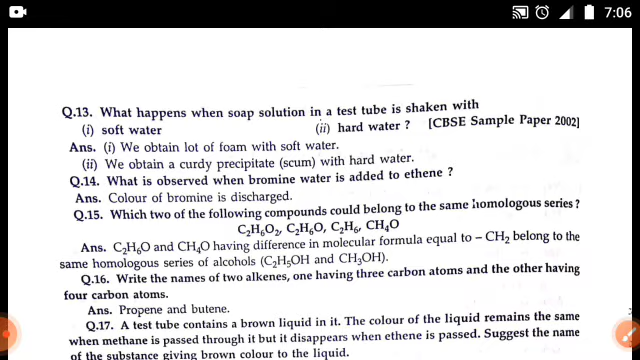 7:06
Q.13. What happens when soap solution in a test tube is shaken with
(i) soft water (ii) hard water ? [CBSE Sample Paper 2002]
Ans. (i) We obtain lot of foam with soft water.
(ii) We obtain a curdy precipitate (scum) with hard water.
Q.14. What is observed when bromine water is added to ethene ?
Ans. Colour of bromine is discharged.
Q.15. Which two of the following compounds could belong to the same homologous series ?
C₂H₆O₂, C₂H₆O, C₂H₆, CH₄O
Ans. C₂H₆O and CH₄O having difference in molecular formula equal to – CH₂ belong to the
same homologous series of alcohols (C₂H₅OH and CH₃OH).
Q.16. Write the names of two alkenes, one having three carbon atoms and the other having
four carbon atoms.
Ans. Propene and butene.
Q.17. A test tube contains a brown liquid in it. The colour of the liquid remains the same
when methane is passed through it but it disappears when ethene is passed. Suggest the name
of the substance giving brown colour to the liquid.